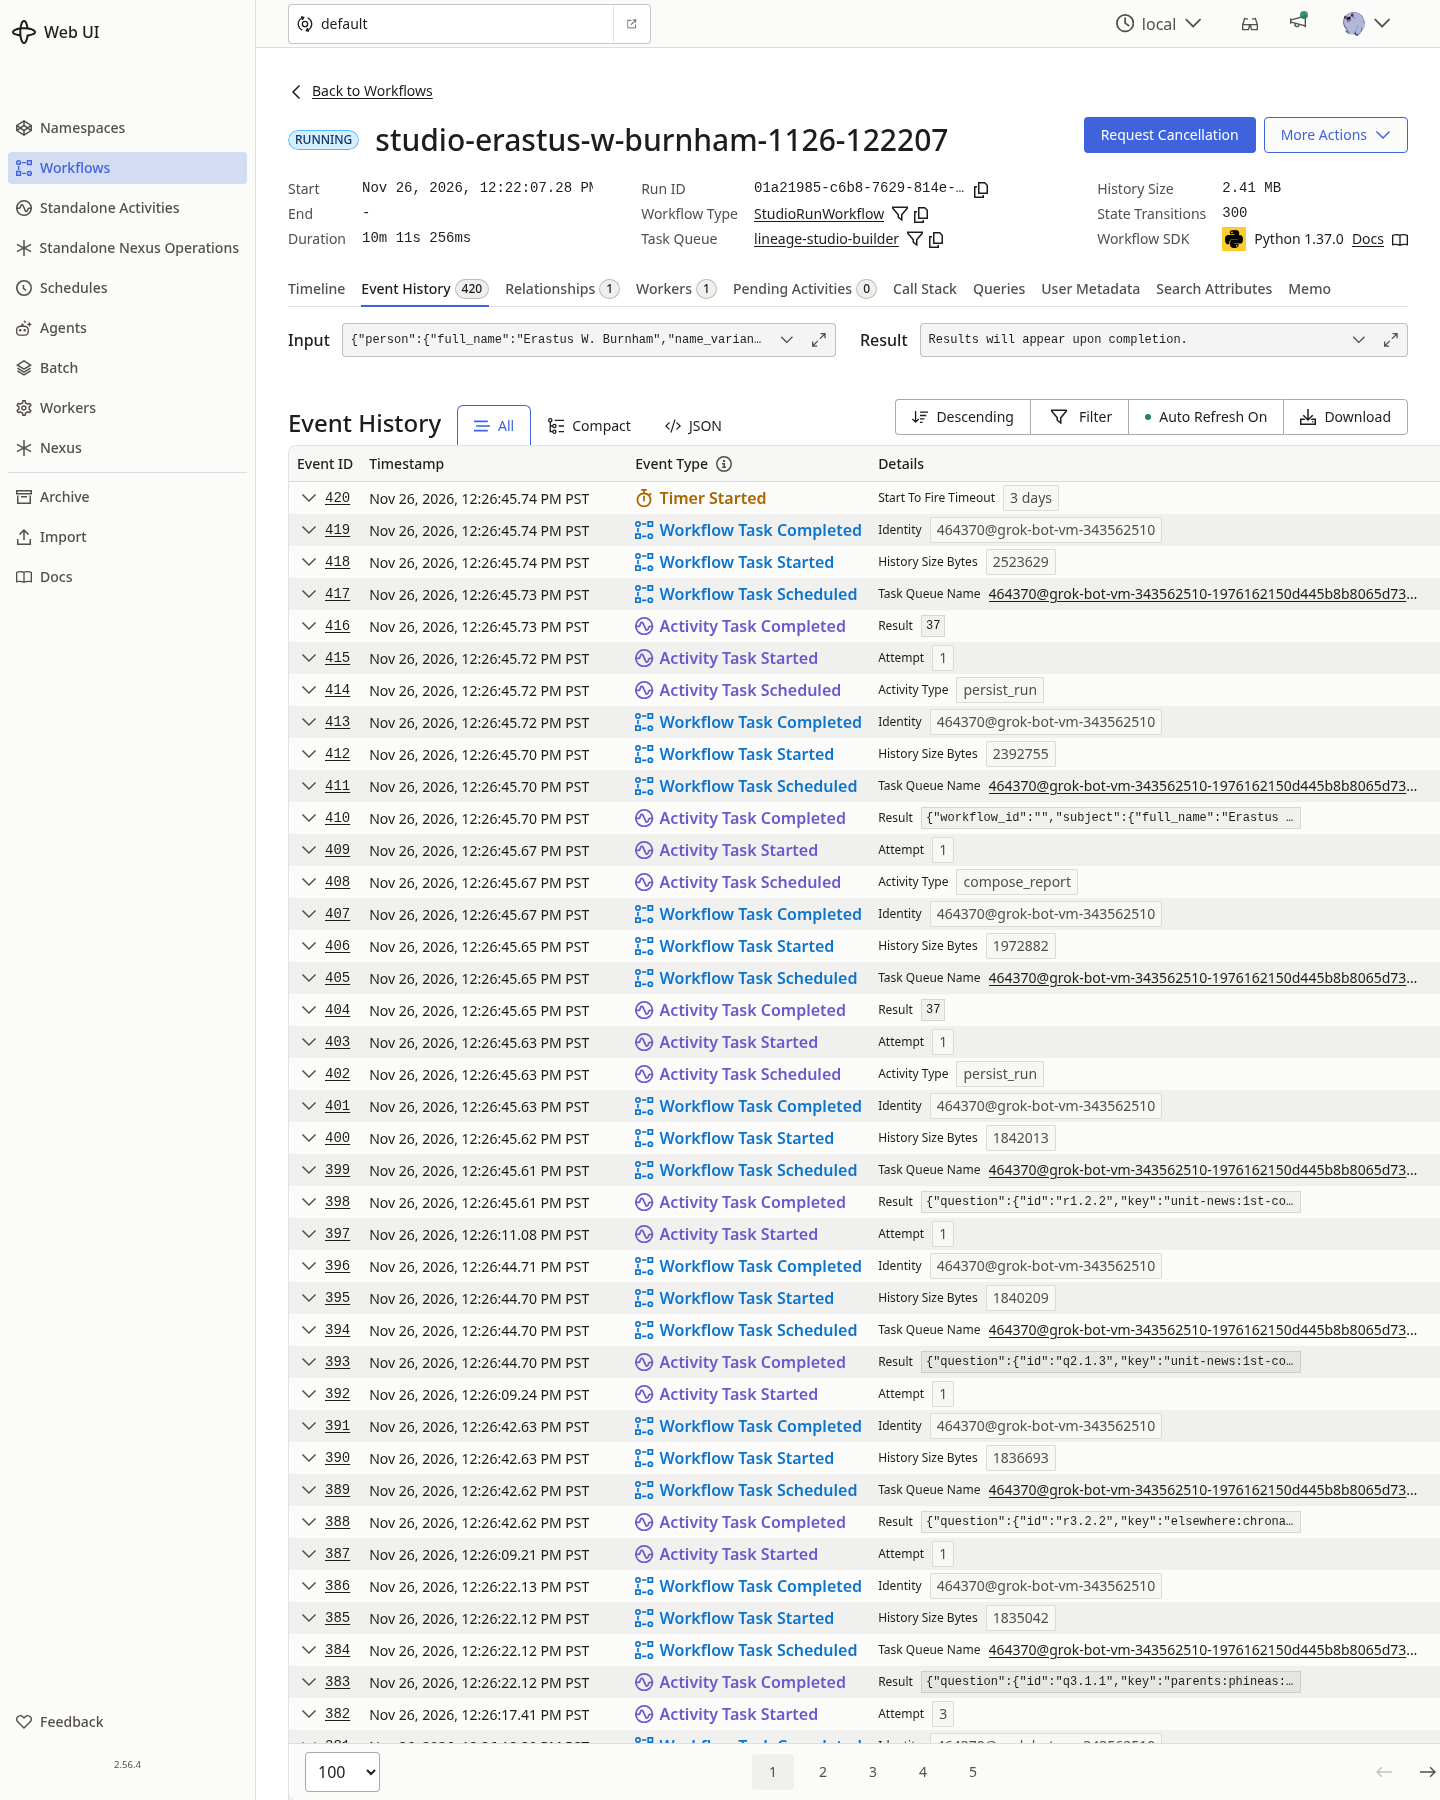 Web UI
default
local
Namespaces
Workflows
Standalone Activities
Standalone Nexus Operations
Schedules
Agents
Batch
Workers
Nexus
Archive
Import
Docs
Feedback
2.56.4
Back to Workflows
RUNNING studio-erastus-w-burnham-1126-122207
Request Cancellation
More Actions
Start Nov 26, 2026, 12:22:07.28 PM
End -
Duration 10m 11s 256ms
Run ID 01a21985-c6b8-7629-814e-…
Workflow Type StudioRunWorkflow
Task Queue lineage-studio-builder
History Size 2.41 MB
State Transitions 300
Workflow SDK Python 1.37.0 Docs
Timeline Event History 420 Relationships 1 Workers 1 Pending Activities 0 Call Stack Queries User Metadata Search Attributes Memo
Input {"person":{"full_name":"Erastus W. Burnham","name_varian…
Result Results will appear upon completion.
Event History All Compact JSON
Descending Filter Auto Refresh On Download
Event ID Timestamp Event Type Details
420 Nov 26, 2026, 12:26:45.74 PM PST Timer Started Start To Fire Timeout 3 days
419 Nov 26, 2026, 12:26:45.74 PM PST Workflow Task Completed Identity 464370@grok-bot-vm-343562510
418 Nov 26, 2026, 12:26:45.74 PM PST Workflow Task Started History Size Bytes 2523629
417 Nov 26, 2026, 12:26:45.73 PM PST Workflow Task Scheduled Task Queue Name 464370@grok-bot-vm-343562510-1976162150d445b8b8065d73…
416 Nov 26, 2026, 12:26:45.73 PM PST Activity Task Completed Result 37
415 Nov 26, 2026, 12:26:45.72 PM PST Activity Task Started Attempt 1
414 Nov 26, 2026, 12:26:45.72 PM PST Activity Task Scheduled Activity Type persist_run
413 Nov 26, 2026, 12:26:45.72 PM PST Workflow Task Completed Identity 464370@grok-bot-vm-343562510
412 Nov 26, 2026, 12:26:45.70 PM PST Workflow Task Started History Size Bytes 2392755
411 Nov 26, 2026, 12:26:45.70 PM PST Workflow Task Scheduled Task Queue Name 464370@grok-bot-vm-343562510-1976162150d445b8b8065d73…
410 Nov 26, 2026, 12:26:45.70 PM PST Activity Task Completed Result {"workflow_id":"","subject":{"full_name":"Erastus …
409 Nov 26, 2026, 12:26:45.67 PM PST Activity Task Started Attempt 1
408 Nov 26, 2026, 12:26:45.67 PM PST Activity Task Scheduled Activity Type compose_report
407 Nov 26, 2026, 12:26:45.67 PM PST Workflow Task Completed Identity 464370@grok-bot-vm-343562510
406 Nov 26, 2026, 12:26:45.65 PM PST Workflow Task Started History Size Bytes 1972882
405 Nov 26, 2026, 12:26:45.65 PM PST Workflow Task Scheduled Task Queue Name 464370@grok-bot-vm-343562510-1976162150d445b8b8065d73…
404 Nov 26, 2026, 12:26:45.65 PM PST Activity Task Completed Result 37
403 Nov 26, 2026, 12:26:45.63 PM PST Activity Task Started Attempt 1
402 Nov 26, 2026, 12:26:45.63 PM PST Activity Task Scheduled Activity Type persist_run
401 Nov 26, 2026, 12:26:45.63 PM PST Workflow Task Completed Identity 464370@grok-bot-vm-343562510
400 Nov 26, 2026, 12:26:45.62 PM PST Workflow Task Started History Size Bytes 1842013
399 Nov 26, 2026, 12:26:45.61 PM PST Workflow Task Scheduled Task Queue Name 464370@grok-bot-vm-343562510-1976162150d445b8b8065d73…
398 Nov 26, 2026, 12:26:45.61 PM PST Activity Task Completed Result {"question":{"id":"r1.2.2","key":"unit-news:1st-co…
397 Nov 26, 2026, 12:26:11.08 PM PST Activity Task Started Attempt 1
396 Nov 26, 2026, 12:26:44.71 PM PST Workflow Task Completed Identity 464370@grok-bot-vm-343562510
395 Nov 26, 2026, 12:26:44.70 PM PST Workflow Task Started History Size Bytes 1840209
394 Nov 26, 2026, 12:26:44.70 PM PST Workflow Task Scheduled Task Queue Name 464370@grok-bot-vm-343562510-1976162150d445b8b8065d73…
393 Nov 26, 2026, 12:26:44.70 PM PST Activity Task Completed Result {"question":{"id":"q2.1.3","key":"unit-news:1st-co…
392 Nov 26, 2026, 12:26:09.24 PM PST Activity Task Started Attempt 1
391 Nov 26, 2026, 12:26:42.63 PM PST Workflow Task Completed Identity 464370@grok-bot-vm-343562510
390 Nov 26, 2026, 12:26:42.63 PM PST Workflow Task Started History Size Bytes 1836693
389 Nov 26, 2026, 12:26:42.62 PM PST Workflow Task Scheduled Task Queue Name 464370@grok-bot-vm-343562510-1976162150d445b8b8065d73…
388 Nov 26, 2026, 12:26:42.62 PM PST Activity Task Completed Result {"question":{"id":"r3.2.2","key":"elsewhere:chrona…
387 Nov 26, 2026, 12:26:09.21 PM PST Activity Task Started Attempt 1
386 Nov 26, 2026, 12:26:22.13 PM PST Workflow Task Completed Identity 464370@grok-bot-vm-343562510
385 Nov 26, 2026, 12:26:22.12 PM PST Workflow Task Started History Size Bytes 1835042
384 Nov 26, 2026, 12:26:22.12 PM PST Workflow Task Scheduled Task Queue Name 464370@grok-bot-vm-343562510-1976162150d445b8b8065d73…
383 Nov 26, 2026, 12:26:22.12 PM PST Activity Task Completed Result {"question":{"id":"q3.1.1","key":"parents:phineas:…
382 Nov 26, 2026, 12:26:17.41 PM PST Activity Task Started Attempt 3
100
1 2 3 4 5